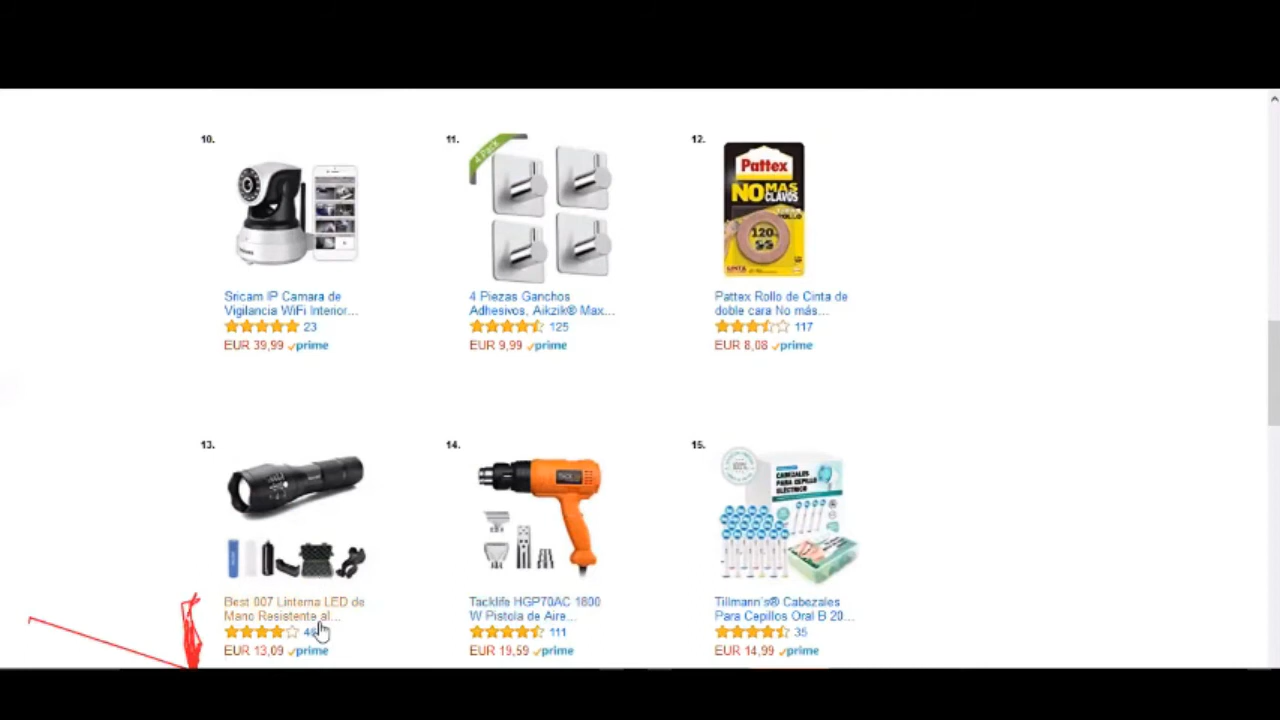 10.
11.
12.
4 Pack
Pattex
NO MAS
CLAVOS
120
Sricam IP Camara de
Vigilancia WiFi Interior...
23
EUR 39,99 prime
4 Piezas Ganchos
Adhesivos, Aikzik® Max...
125
EUR 9,99 prime
Pattex Rollo de Cinta de
doble cara No más...
117
EUR 8,08 prime
13.
14.
15.
CABEZALES
PARA CEPILLO
ELÉCTRICO
Best 007 Linterna LED de
Mano Resistente al...
EUR 13,09 prime
Tacklife HGP70AC 1800
W Pistola de Aire...
111
EUR 19,59 prime
Tillmann´s® Cabezales
Para Cepillos Oral B 20...
35
EUR 14,99 prime